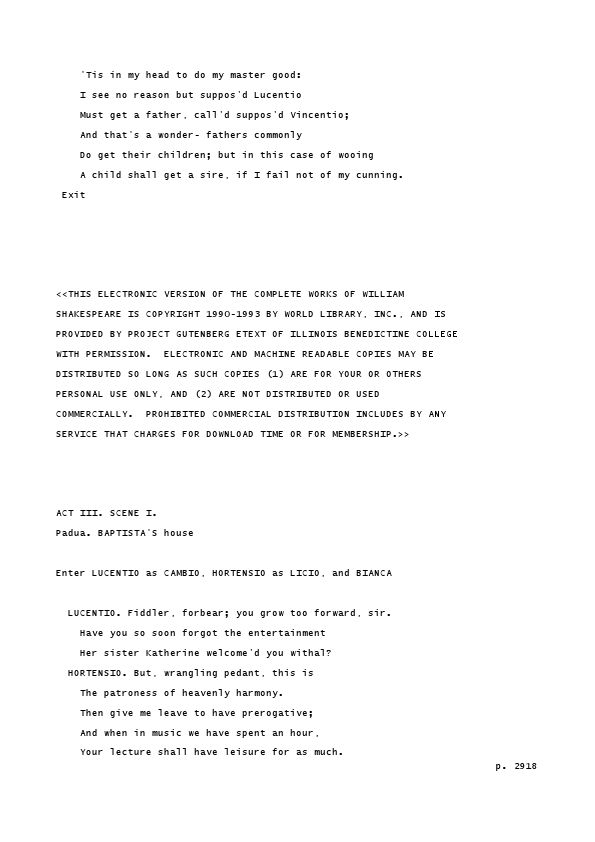 'Tis in my head to do my master good:
I see no reason but suppos'd Lucentio
Must get a father, call'd suppos'd Vincentio;
And that's a wonder- fathers commonly
Do get their children; but in this case of wooing
A child shall get a sire, if I fail not of my cunning.
Exit
<<THIS ELECTRONIC VERSION OF THE COMPLETE WORKS OF WILLIAM
SHAKESPEARE IS COPYRIGHT 1990-1993 BY WORLD LIBRARY, INC., AND IS
PROVIDED BY PROJECT GUTENBERG ETEXT OF ILLINOIS BENEDICTINE COLLEGE
WITH PERMISSION.  ELECTRONIC AND MACHINE READABLE COPIES MAY BE
DISTRIBUTED SO LONG AS SUCH COPIES (1) ARE FOR YOUR OR OTHERS
PERSONAL USE ONLY, AND (2) ARE NOT DISTRIBUTED OR USED
COMMERCIALLY.  PROHIBITED COMMERCIAL DISTRIBUTION INCLUDES BY ANY
SERVICE THAT CHARGES FOR DOWNLOAD TIME OR FOR MEMBERSHIP.>>
ACT III. SCENE I.
Padua. BAPTISTA'S house
Enter LUCENTIO as CAMBIO, HORTENSIO as LICIO, and BIANCA
LUCENTIO. Fiddler, forbear; you grow too forward, sir.
Have you so soon forgot the entertainment
Her sister Katherine welcome'd you withal?
HORTENSIO. But, wrangling pedant, this is
The patroness of heavenly harmony.
Then give me leave to have prerogative;
And when in music we have spent an hour,
Your lecture shall have leisure for as much.
p. 2918